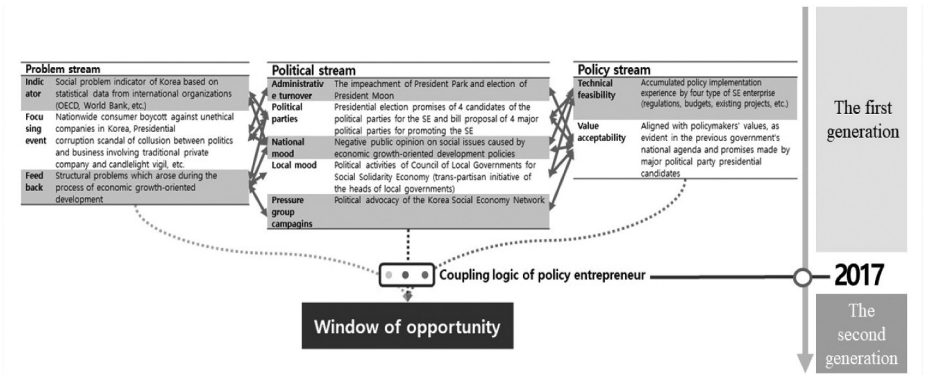 Problem stream
Indic
ator
Social problem indicator of Korea based on
statistical data from international organizations
(OECD, World Bank, etc.)
Focu
sing
event
Nationwide consumer boycott against unethical
companies in Korea, Presidential
corruption scandal of collusion between politics
and business involving traditional private
company and candlelight vigil, etc.
Feed
back
Structural problems which arose during the
process of economic growth-oriented
development
Political stream
Administrativ
e turnover
The impeachment of President Park and election of
President Moon
Political
parties
Presidential election promises of 4 candidates of the
political parties for the SE and bill proposal of 4 major
political parties for promoting the SE
National
mood
Negative public opinion on social issues caused by
economic growth-oriented development policies
Local mood
Political activities of Council of Local Governments for
Social Solidarity Economy (trans-partisan initiative of
the heads of local governments)
Pressure
group
campagins
Political advocacy of the Korea Social Economy Network
Policy stream
Technical
feasibility
Accumulated policy implementation
experience by four type of SE enterprise
(regulations, budgets, existing projects, etc.)
Value
acceptability
Aligned with policymakers' values, as
evident in the previous government's
national agenda and promises made by
major political party presidential
candidates
Coupling logic of policy entrepreneur
Window of opportunity
The first
generation
2017
The
second
generation